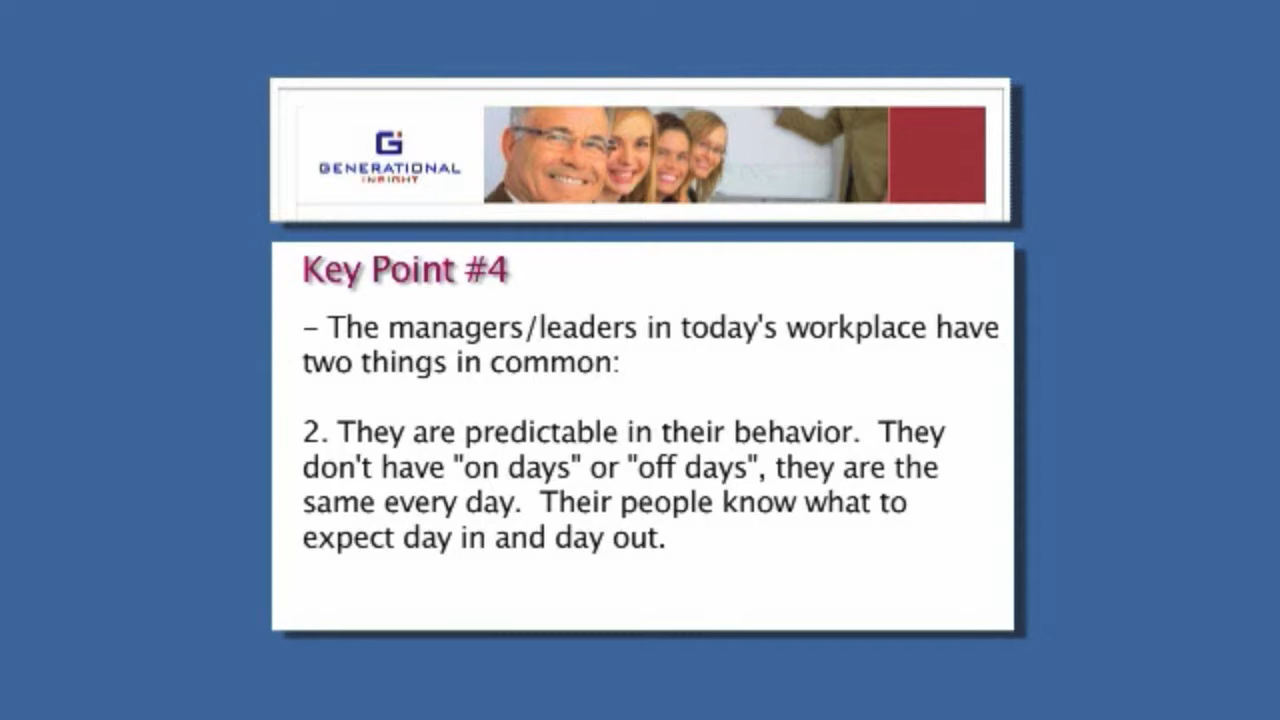 GENERATIONAL
INSIGHT
Key Point #4
– The managers/leaders in today's workplace have
two things in common:
2. They are predictable in their behavior.  They
don't have "on days" or "off days", they are the
same every day.  Their people know what to
expect day in and day out.